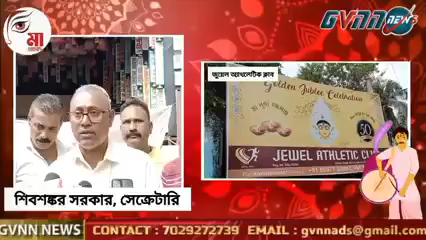 মা
GVNN NEWS
জুয়েল অ্যাথলেটিক ক্লাব
Golden Jubilee Celebration
50
JEWEL ATHLETIC CLU
শিবশঙ্কর সরকার, সেক্রেটারি
GVNN NEWS
CONTACT : 7029272739
EMAIL : gvnnads@gmail.com